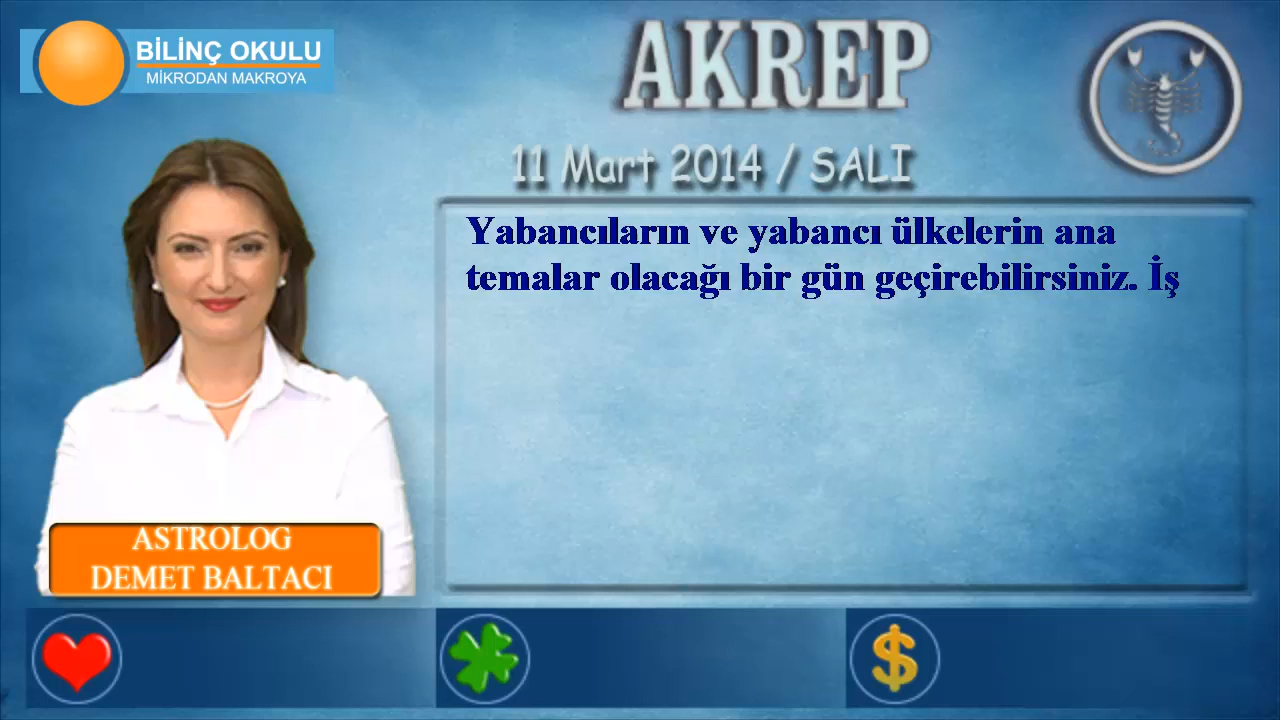 BİLİNÇ OKULU
MİKRODAN MAKROYA
AKREP
11 Mart 2014 / SALI
Yabancıların ve yabancı ülkelerin ana
temalar olacağı bir gün geçirebilirsiniz. İş
ASTROLOG
DEMET BALTACI
$